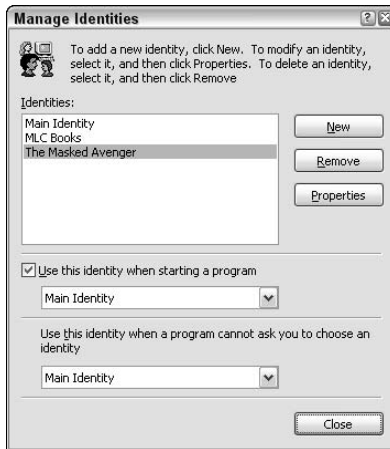 Manage Identities
To add a new identity, click New. To modify an identity,
select it, and then click Properties. To delete an identity,
select it, and then click Remove
Identities:
Main Identity
MLC Books
The Masked Avenger
New
Remove
Properties
Use this identity when starting a program
Main Identity
Use this identity when a program cannot ask you to choose an
identity
Main Identity
Close